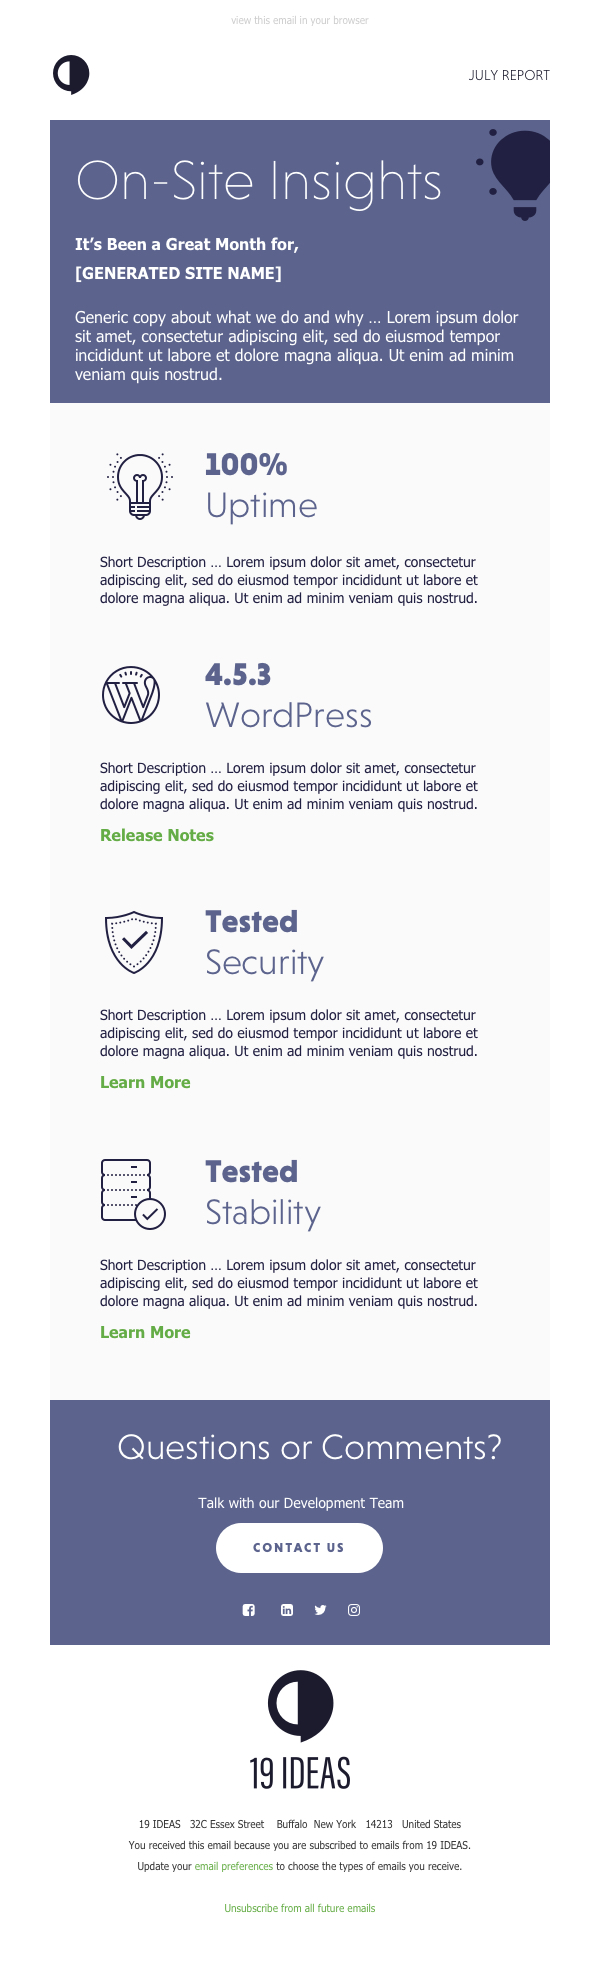 view this email in your browser
JULY REPORT
On-Site Insights
It’s Been a Great Month for,
[GENERATED SITE NAME]
Generic copy about what we do and why ... Lorem ipsum dolor
sit amet, consectetur adipiscing elit, sed do eiusmod tempor
incididunt ut labore et dolore magna aliqua. Ut enim ad minim
veniam quis nostrud.
100%
Uptime
Short Description ... Lorem ipsum dolor sit amet, consectetur
adipiscing elit, sed do eiusmod tempor incididunt ut labore et
dolore magna aliqua. Ut enim ad minim veniam quis nostrud.
4.5.3
WordPress
Short Description ... Lorem ipsum dolor sit amet, consectetur
adipiscing elit, sed do eiusmod tempor incididunt ut labore et
dolore magna aliqua. Ut enim ad minim veniam quis nostrud.
Release Notes
Tested
Security
Short Description ... Lorem ipsum dolor sit amet, consectetur
adipiscing elit, sed do eiusmod tempor incididunt ut labore et
dolore magna aliqua. Ut enim ad minim veniam quis nostrud.
Learn More
Tested
Stability
Short Description ... Lorem ipsum dolor sit amet, consectetur
adipiscing elit, sed do eiusmod tempor incididunt ut labore et
dolore magna aliqua. Ut enim ad minim veniam quis nostrud.
Learn More
Questions or Comments?
Talk with our Development Team
CONTACT US
19 IDEAS
19 IDEAS 32C Essex Street Buffalo New York 14213 United States
You received this email because you are subscribed to emails from 19 IDEAS.
Update your email preferences to choose the types of emails you receive.
Unsubscribe from all future emails